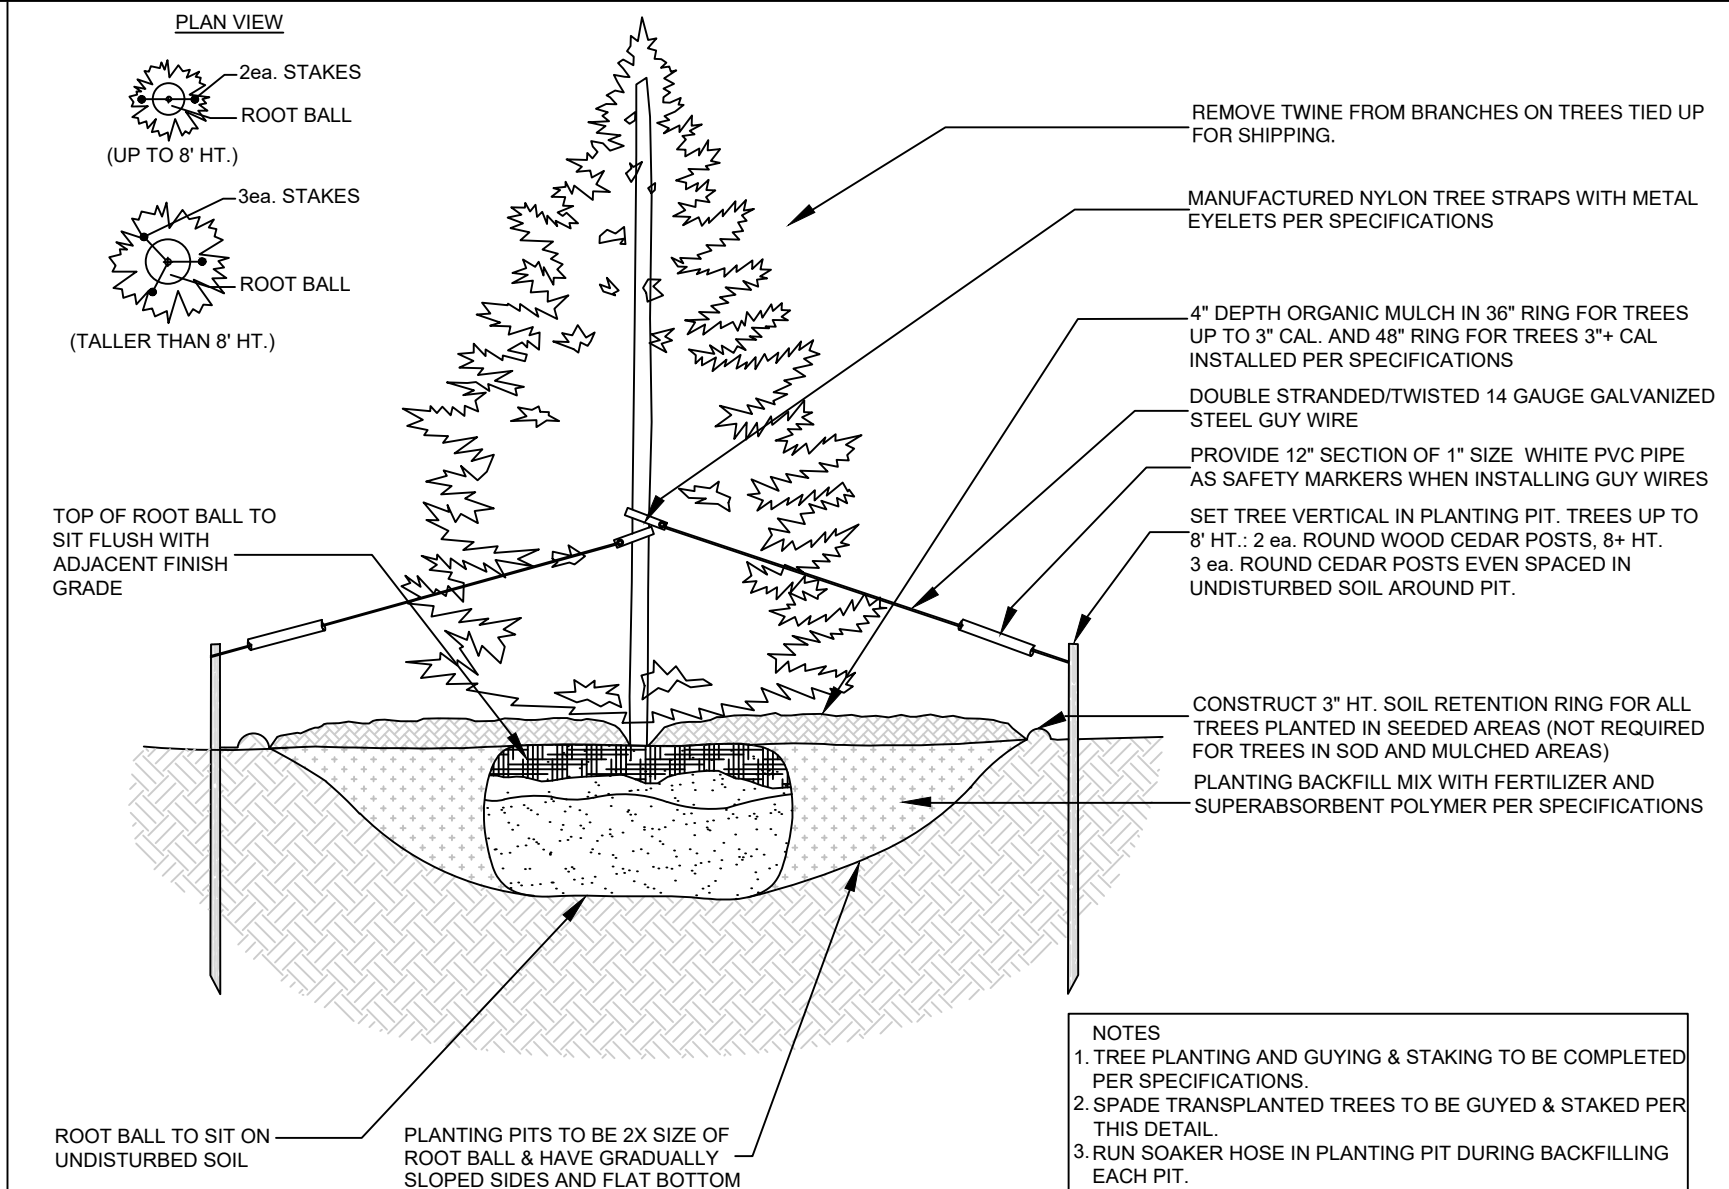 PLAN VIEW
2ea. STAKES
ROOT BALL
(UP TO 8' HT.)
3ea. STAKES
ROOT BALL
(TALLER THAN 8' HT.)
REMOVE TWINE FROM BRANCHES ON TREES TIED UP
FOR SHIPPING.
MANUFACTURED NYLON TREE STRAPS WITH METAL
EYELETS PER SPECIFICATIONS
4" DEPTH ORGANIC MULCH IN 36" RING FOR TREES
UP TO 3" CAL. AND 48" RING FOR TREES 3"+ CAL
INSTALLED PER SPECIFICATIONS
DOUBLE STRANDED/TWISTED 14 GAUGE GALVANIZED
STEEL GUY WIRE
PROVIDE 12" SECTION OF 1" SIZE WHITE PVC PIPE
AS SAFETY MARKERS WHEN INSTALLING GUY WIRES
SET TREE VERTICAL IN PLANTING PIT. TREES UP TO
8' HT.: 2 ea. ROUND WOOD CEDAR POSTS, 8+ HT.
3 ea. ROUND CEDAR POSTS EVEN SPACED IN
UNDISTURBED SOIL AROUND PIT.
TOP OF ROOT BALL TO
SIT FLUSH WITH
ADJACENT FINISH
GRADE
CONSTRUCT 3" HT. SOIL RETENTION RING FOR ALL
TREES PLANTED IN SEEDED AREAS (NOT REQUIRED
FOR TREES IN SOD AND MULCHED AREAS)
PLANTING BACKFILL MIX WITH FERTILIZER AND
SUPERABSORBENT POLYMER PER SPECIFICATIONS
ROOT BALL TO SIT ON
UNDISTURBED SOIL
PLANTING PITS TO BE 2X SIZE OF
ROOT BALL & HAVE GRADUALLY
SLOPED SIDES AND FLAT BOTTOM
NOTES
1. TREE PLANTING AND GUYING & STAKING TO BE COMPLETED
PER SPECIFICATIONS.
2. SPADE TRANSPLANTED TREES TO BE GUYED & STAKED PER
THIS DETAIL.
3. RUN SOAKER HOSE IN PLANTING PIT DURING BACKFILLING
EACH PIT.